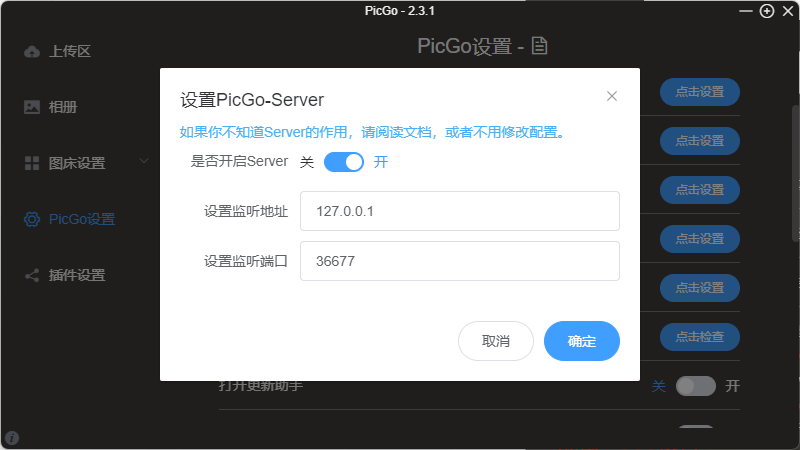 PicGo - 2.3.1
上传区
相册
图床设置
PicGo设置
插件设置
PicGo设置 -
点击设置
点击设置
点击设置
点击设置
点击设置
点击检查
打开更新助手
关 开
设置PicGo-Server
如果你不知道Server的作用，请阅读文档，或者不用修改配置。
是否开启Server 关 开
设置监听地址 127.0.0.1
设置监听端口 36677
取消 确定